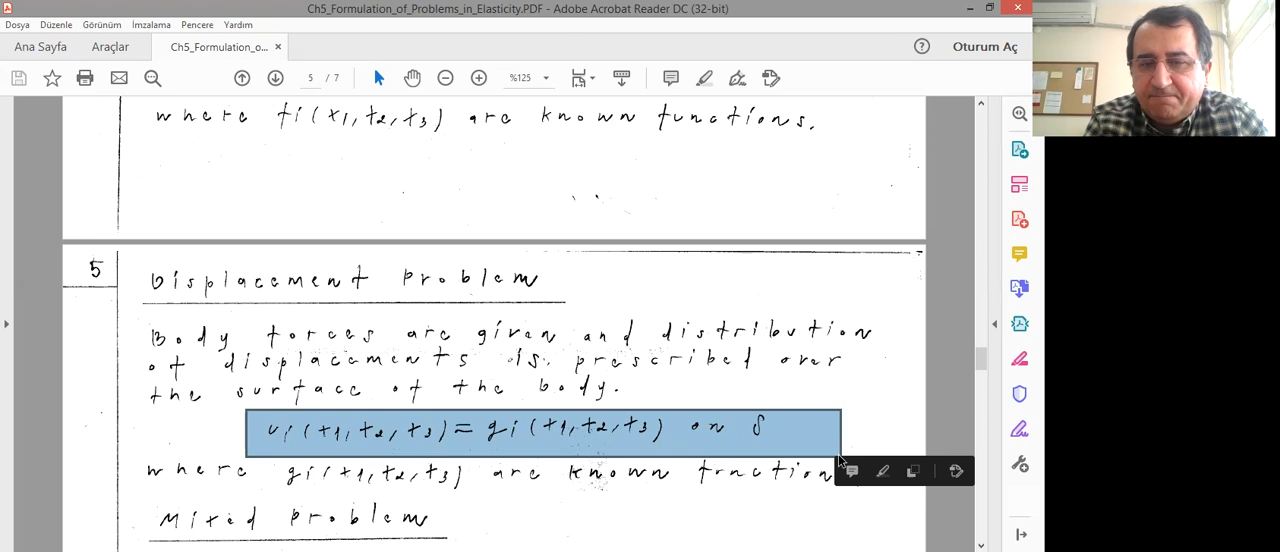 Ch5_Formulation_of_Problems_in_Elasticity.PDF - Adobe Acrobat Reader DC (32-bit)
Dosya Düzenle Görünüm İmzalama Pencere Yardım
Ana Sayfa Araçlar Ch5_Formulation_o... × Oturum Aç
5 / 7 %125
where fi(x1,x2,x3) are known functions.
5
Displacement Problem
Body forces are given and distribution
of displacements is prescribed over
the surface of the body.
ui(x1,x2,x3) = gi(x1,x2,x3) on S
where gi(x1,x2,x3) are known function
Mixed Problem